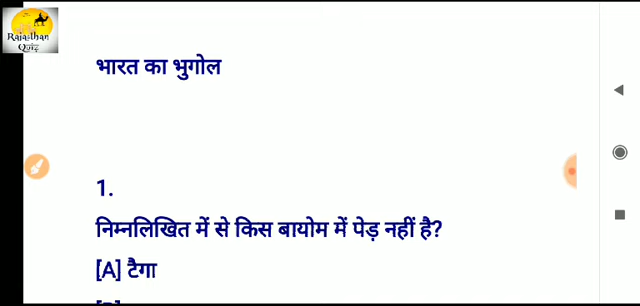 Rajasthan
Quiz
भारत का भुगोल
1.
निम्नलिखित में से किस बायोम में पेड़ नहीं है?
[A] टैगा